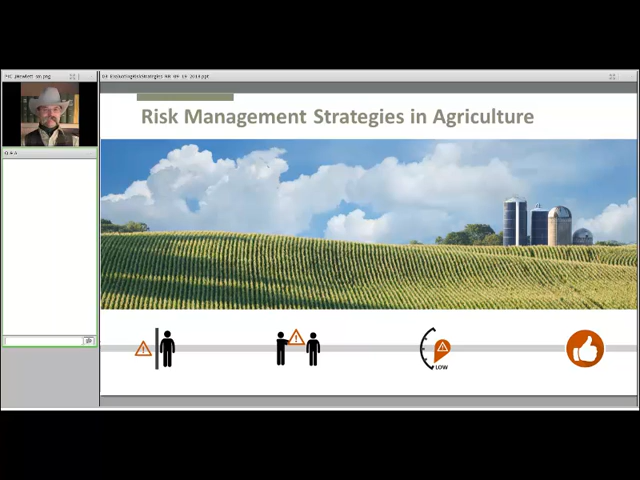 Risk Management Strategies in Agriculture
Q & A
LOW